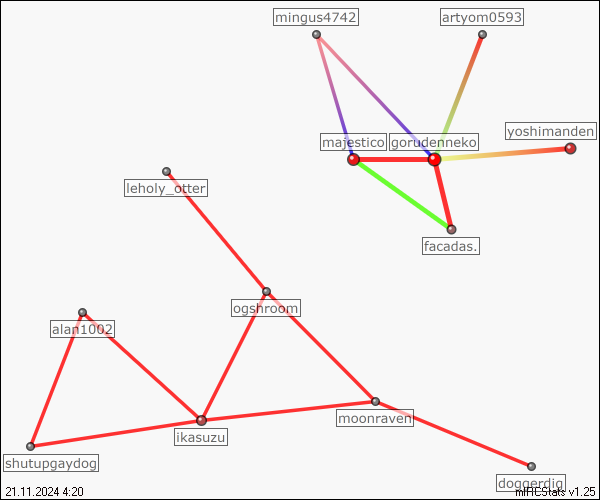 mingus4742
artyom0593
yoshimanden
majestico
gorudenneko
leholy_otter
facadas.
ogshroom
alan1002
moonraven
ikasuzu
shutupgaydog
doggerdig
21.11.2024 4:20
mIRCStats v1.25